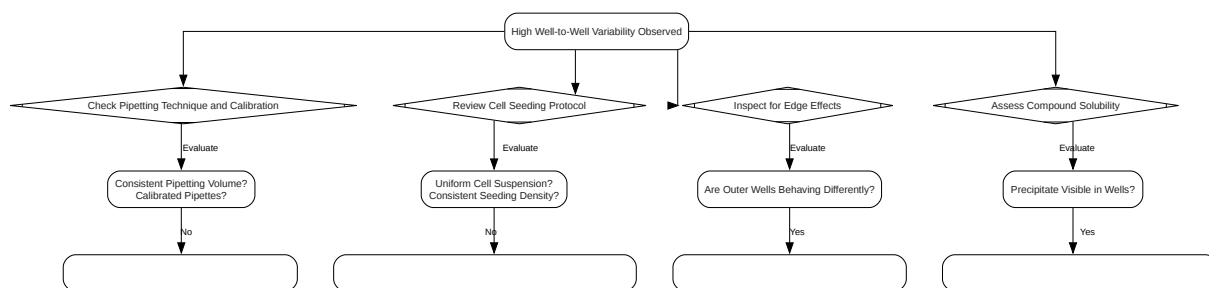 High Well-to-Well Variability Observed
Check Pipetting Technique and Calibration
Review Cell Seeding Protocol
Inspect for Edge Effects
Assess Compound Solubility
Evaluate
Evaluate
Evaluate
Evaluate
Consistent Pipetting Volume?
Calibrated Pipettes?
Uniform Cell Suspension?
Consistent Seeding Density?
Are Outer Wells Behaving Differently?
Precipitate Visible in Wells?
No
No
Yes
Yes